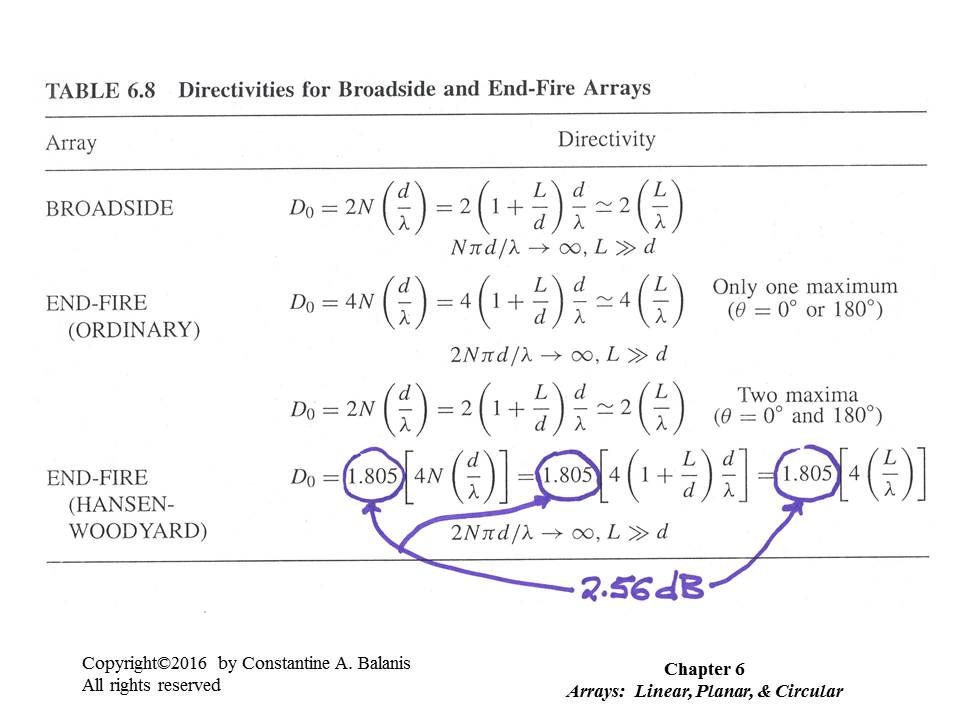 TABLE 6.8 Directivities for Broadside and End-Fire Arrays
Array Directivity
BROADSIDE D₀ = 2N (d/λ) = 2 (1 + L/d) d/λ ≃ 2 (L/λ)
Nπd/λ → ∞, L ≫ d
END-FIRE D₀ = 4N (d/λ) = 4 (1 + L/d) d/λ ≃ 4 (L/λ) Only one maximum
(ORDINARY) (θ = 0° or 180°)
2Nπd/λ → ∞, L ≫ d
D₀ = 2N (d/λ) = 2 (1 + L/d) d/λ ≃ 2 (L/λ) Two maxima
(θ = 0° and 180°)
END-FIRE D₀ = 1.805 [4N (d/λ)] = 1.805 [4 (1 + L/d) d/λ] = 1.805 [4 (L/λ)]
(HANSEN-
WOODYARD) 2Nπd/λ → ∞, L ≫ d
2.56 dB
Copyright©2016 by Constantine A. Balanis
All rights reserved
Chapter 6
Arrays: Linear, Planar, & Circular